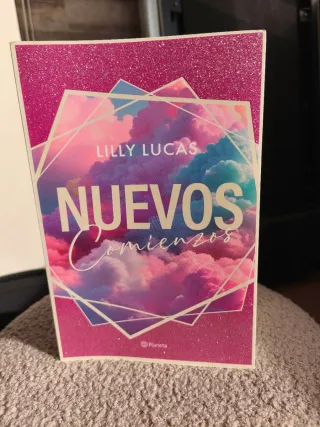 LILLY LUCAS
NUEVOS
Comienzos
Planeta